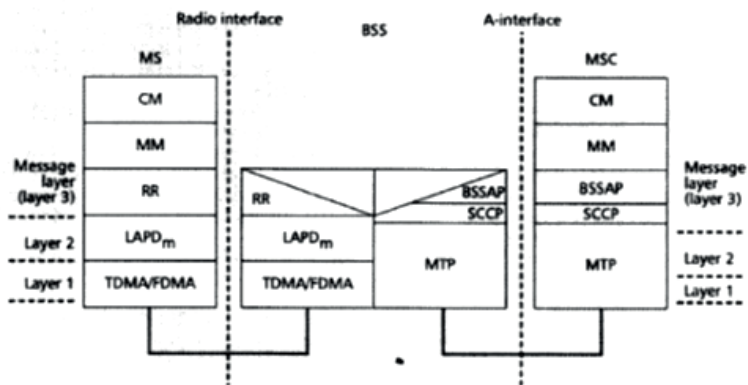 Radio interface
BSS
A-interface
MS
MSC
CM
MM
RR
LAPDm
TDMA/FDMA
Message
layer
(layer 3)
Layer 2
Layer 1
RR
BSSAP
SCCP
LAPDm
MTP
TDMA/FDMA
CM
MM
BSSAP
SCCP
MTP
Message
layer
(layer 3)
Layer 2
Layer 1